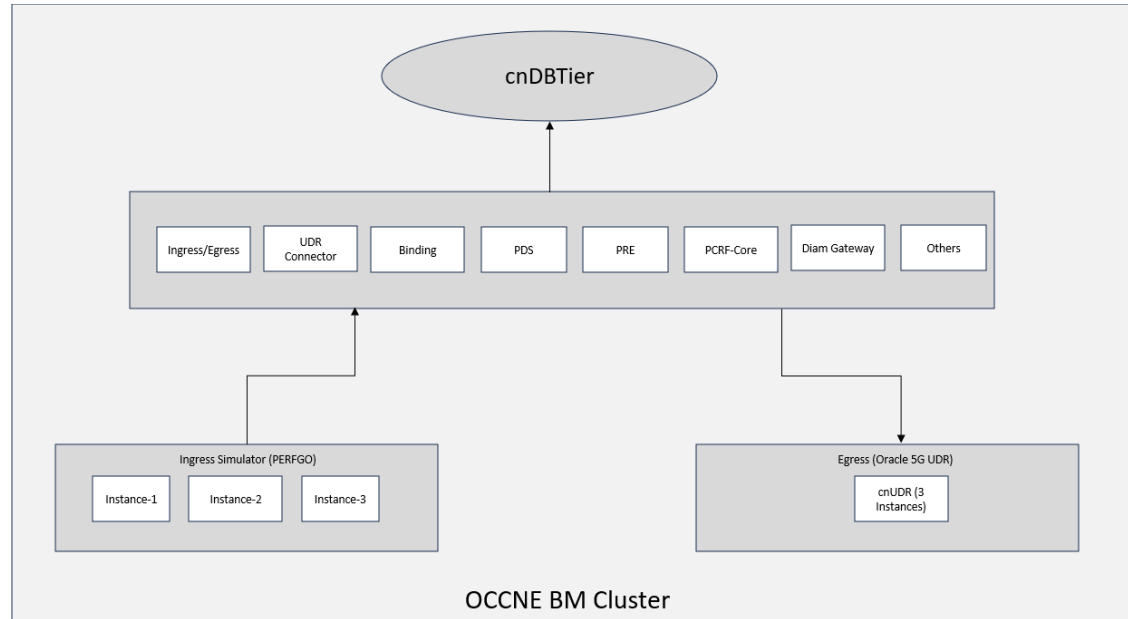 cnDBTier
Ingress/Egress
UDR
Connector
Binding
PDS
PRE
PCRF-Core
Diam Gateway
Others
Ingress Simulator (PERFGO)
Instance-1
Instance-2
Instance-3
Egress (Oracle 5G UDR)
cnUDR (3
Instances)
OCCNE BM Cluster